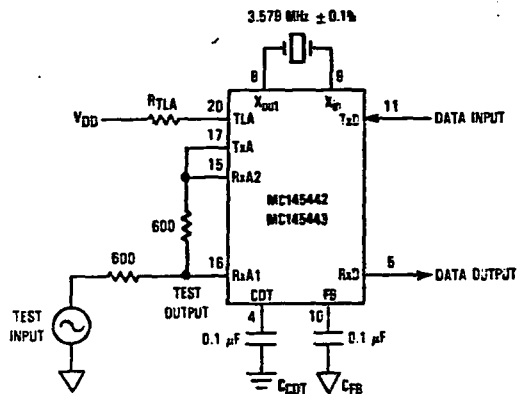 3.579 MHz ± 0.1%
8
9
Xout
Xin
VDD
RTLA
20
TLA
TxD
11
DATA INPUT
17
TxA
15
RxA2
MC145442
MC145443
600
600
16
RxA1
RxD
5
DATA OUTPUT
TEST
OUTPUT
CDT
FB
TEST
INPUT
4
10
0.1 µF
0.1 µF
CCDT
CFB